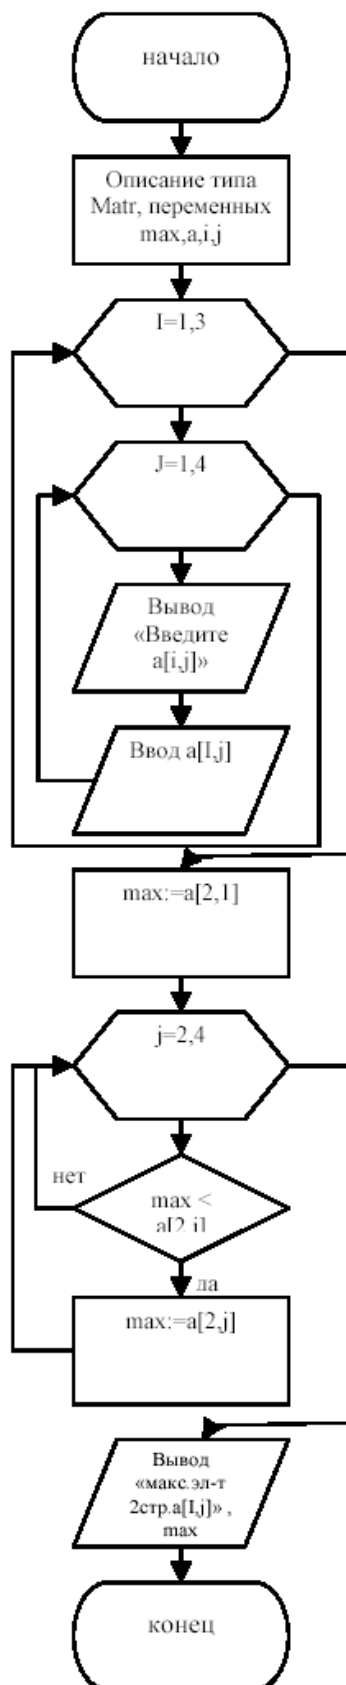 начало
Описание типа
Matr, переменных
max,a,i,j
I=1,3
J=1,4
Вывод
«Введите
a[i,j]»
Ввод a[I,j]
max:=a[2,1]
j=2,4
нет
max <
a[2,j]
да
max:=a[2,j]
Вывод
«макс.эл-т
2стр.a[I,j]» ,
max
конец